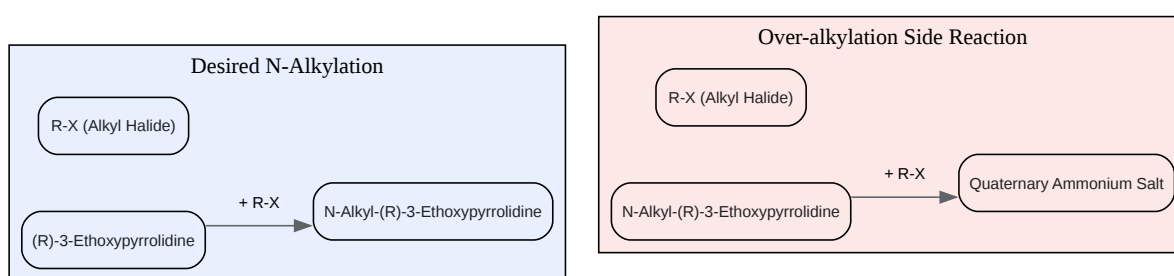 Desired N-Alkylation
R-X (Alkyl Halide)
+ R-X
N-Alkyl-(R)-3-Ethoxypyrrolidine
(R)-3-Ethoxypyrrolidine
Over-alkylation Side Reaction
R-X (Alkyl Halide)
+ R-X
Quaternary Ammonium Salt
N-Alkyl-(R)-3-Ethoxypyrrolidine